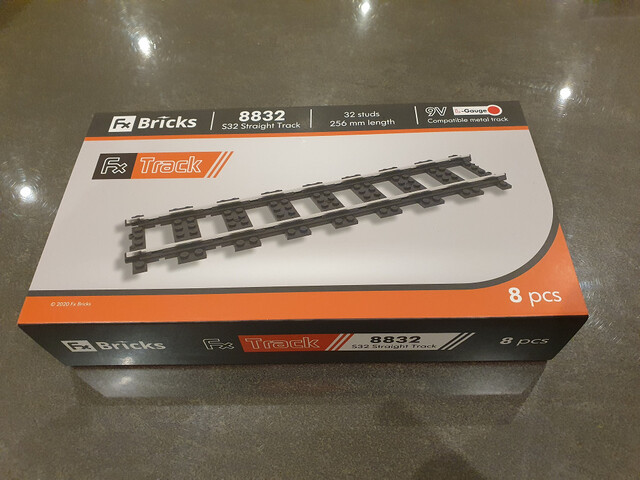 Fx Bricks
8832
S32 Straight Track
32 studs
256 mm length
9V L-Gauge
Compatible metal track
Fx Track
© 2020 Fx Bricks
8 pcs
Fx Bricks
Fx Track
8832
S32 Straight Track
8 pcs